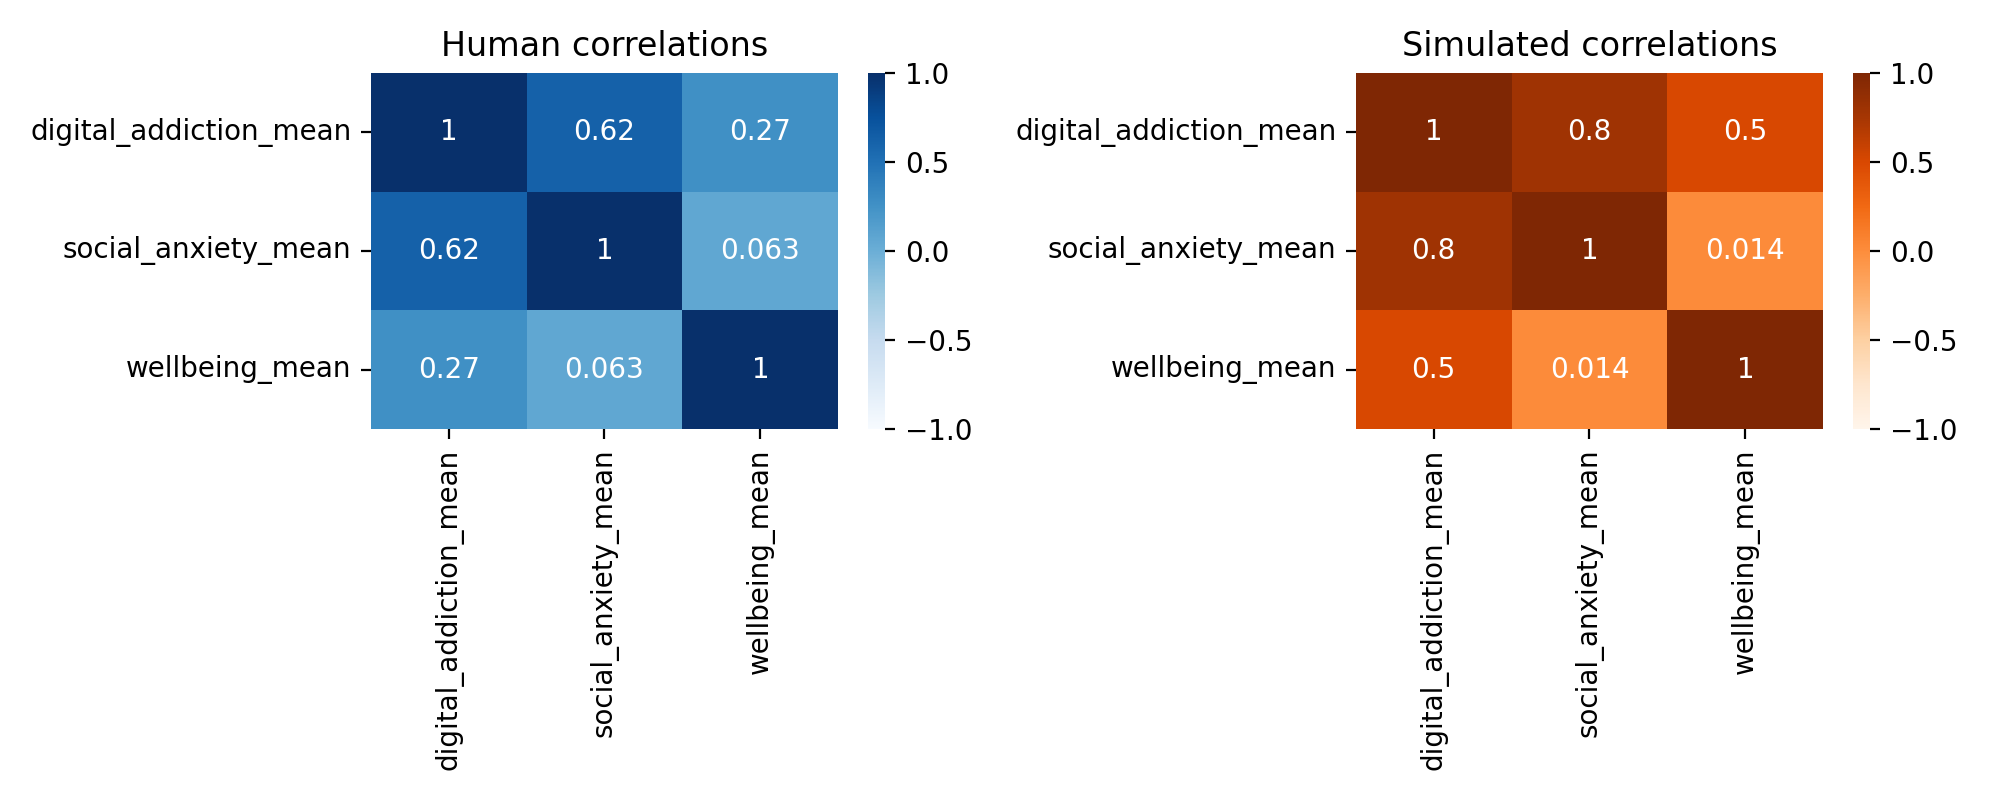 Human correlations
digital_addiction_mean
social_anxiety_mean
wellbeing_mean
1 0.62 0.27
0.62 1 0.063
0.27 0.063 1
1.0
0.5
0.0
−0.5
−1.0
digital_addiction_mean
social_anxiety_mean
wellbeing_mean
Simulated correlations
digital_addiction_mean
social_anxiety_mean
wellbeing_mean
1 0.8 0.5
0.8 1 0.014
0.5 0.014 1
1.0
0.5
0.0
−0.5
−1.0
digital_addiction_mean
social_anxiety_mean
wellbeing_mean